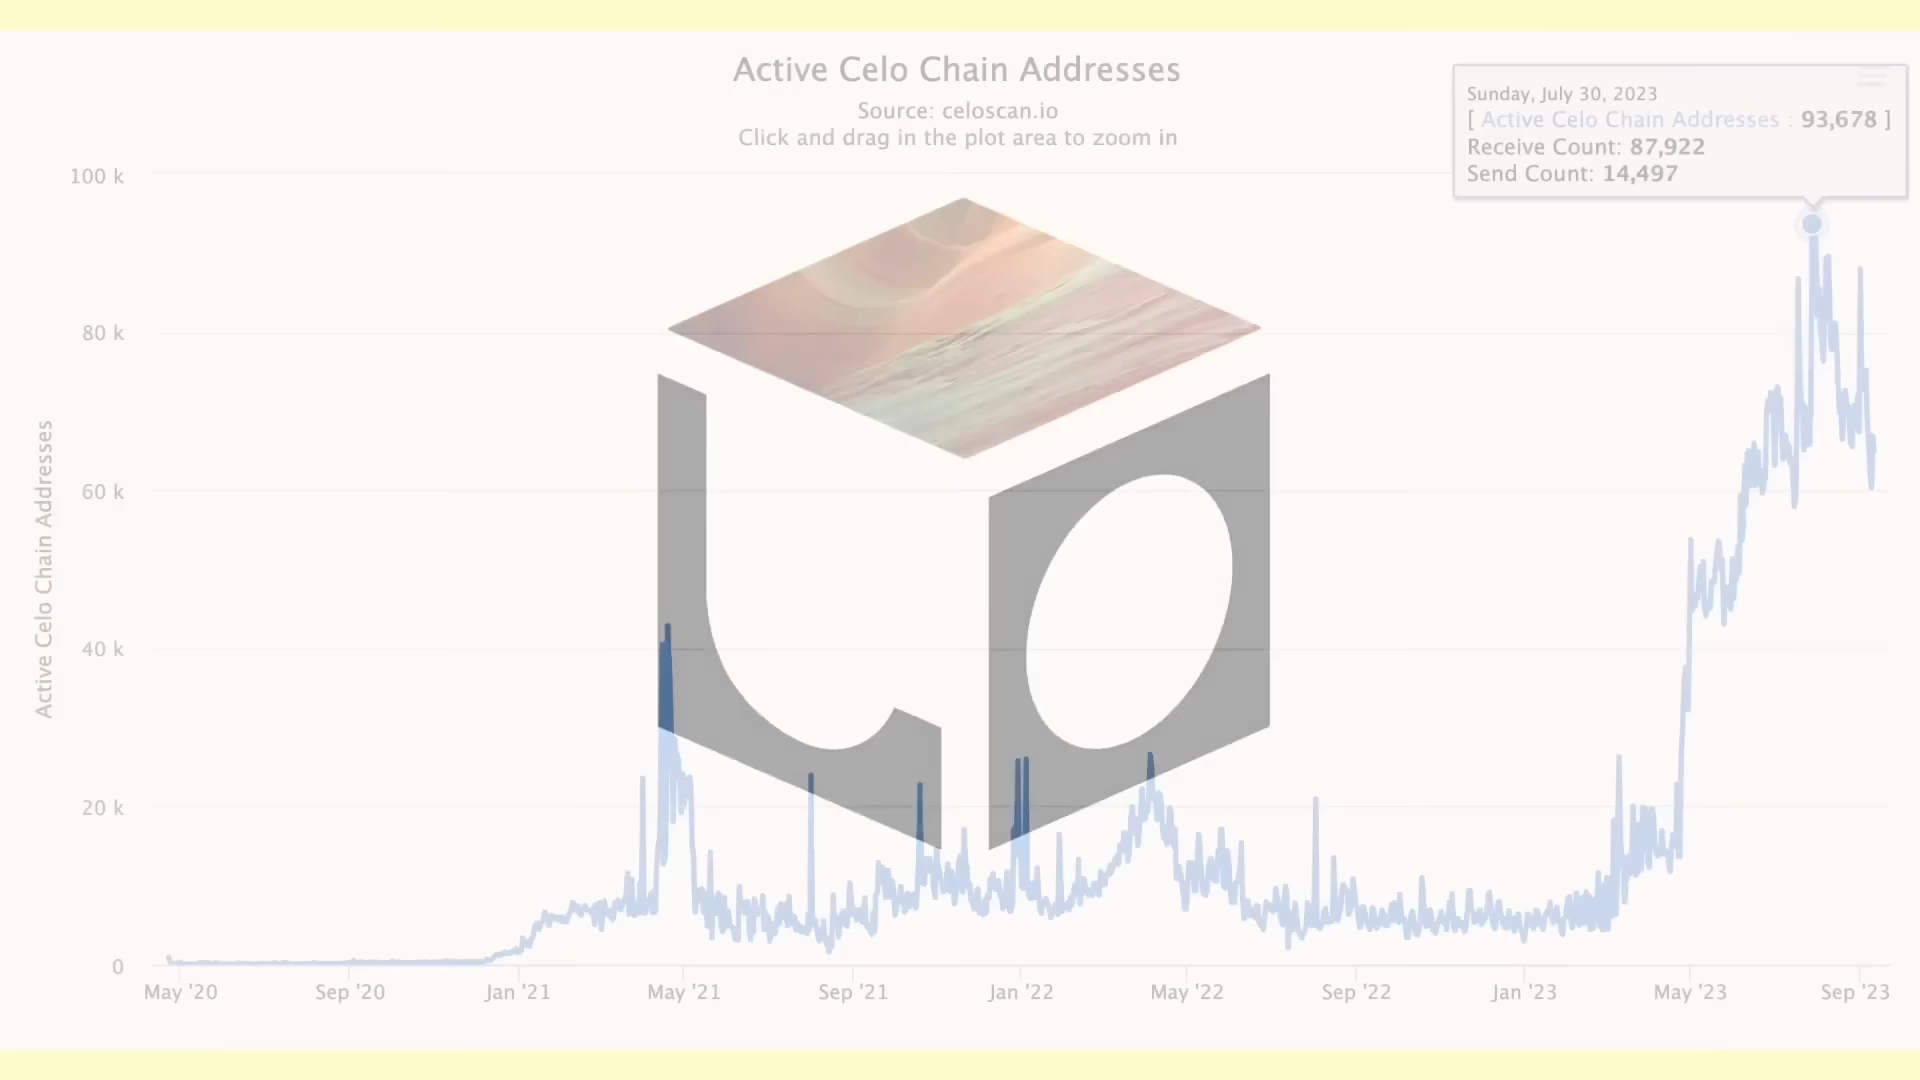 Active Celo Chain Addresses
Source: celoscan.io
Click and drag in the plot area to zoom in
Sunday, July 30, 2023
[ Active Celo Chain Addresses : 93,678 ]
Receive Count: 87,922
Send Count: 14,497
Active Celo Chain Addresses
100 k
80 k
60 k
40 k
20 k
0
May '20 Sep '20 Jan '21 May '21 Sep '21 Jan '22 May '22 Sep '22 Jan '23 May '23 Sep '23